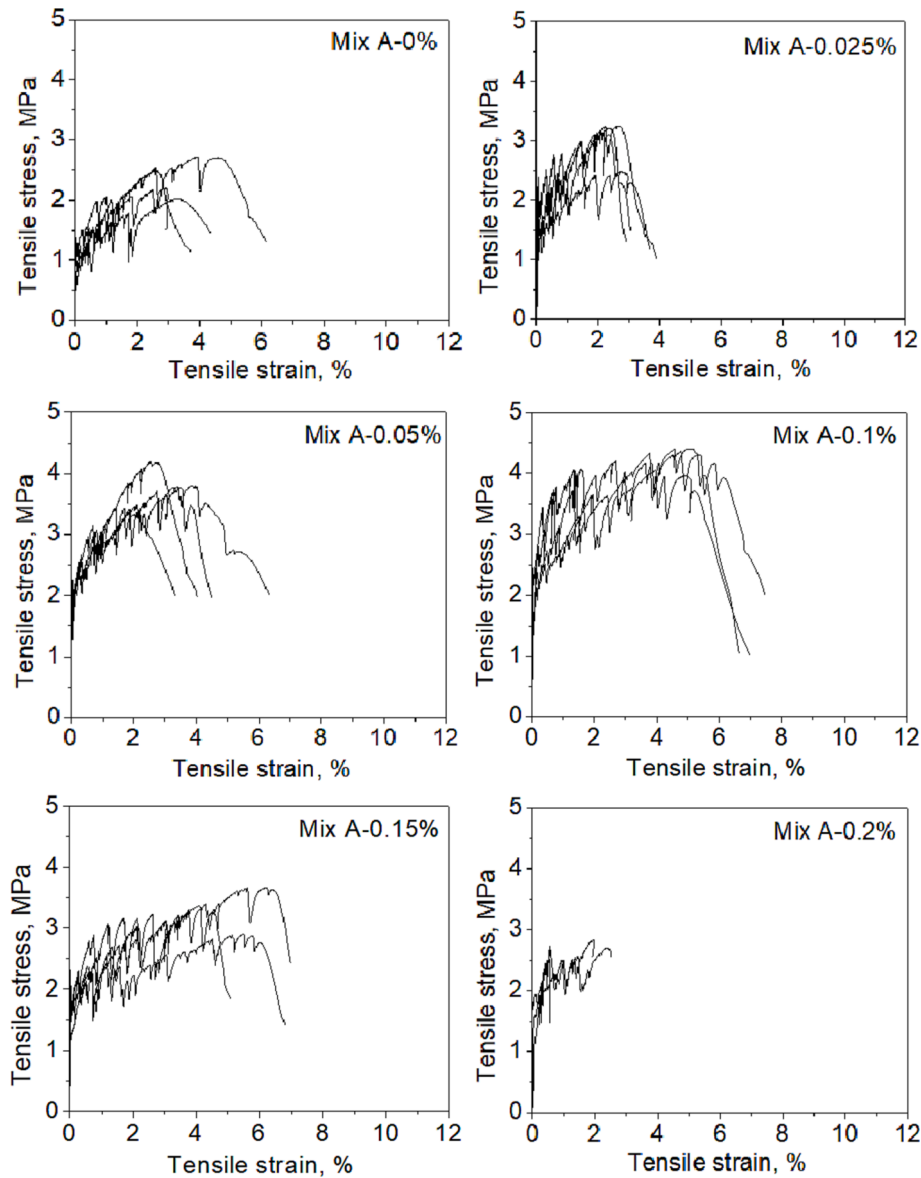 Mix A-0%
5
4
3
2
1
0
0 2 4 6 8 10 12
Tensile stress, MPa
Tensile strain, %
Mix A-0.025%
5
4
3
2
1
0
0 2 4 6 8 10 12
Tensile stress, MPa
Tensile strain, %
Mix A-0.05%
5
4
3
2
1
0
0 2 4 6 8 10 12
Tensile stress, MPa
Tensile strain, %
Mix A-0.1%
5
4
3
2
1
0
0 2 4 6 8 10 12
Tensile stress, MPa
Tensile strain, %
Mix A-0.15%
5
4
3
2
1
0
0 2 4 6 8 10 12
Tensile stress, MPa
Tensile strain, %
Mix A-0.2%
5
4
3
2
1
0
0 2 4 6 8 10 12
Tensile stress, MPa
Tensile strain, %